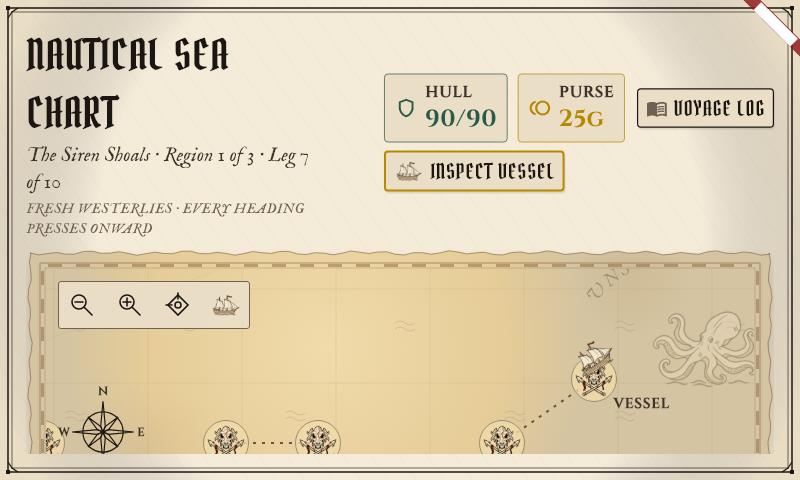 NAUTICAL SEA
CHART
The Siren Shoals · Region 1 of 3 · Leg 7
of 10
FRESH WESTERLIES · EVERY HEADING
PRESSES ONWARD
HULL
90/90
PURSE
25G
VOYAGE LOG
INSPECT VESSEL
UNS
VESSEL
N
W
E